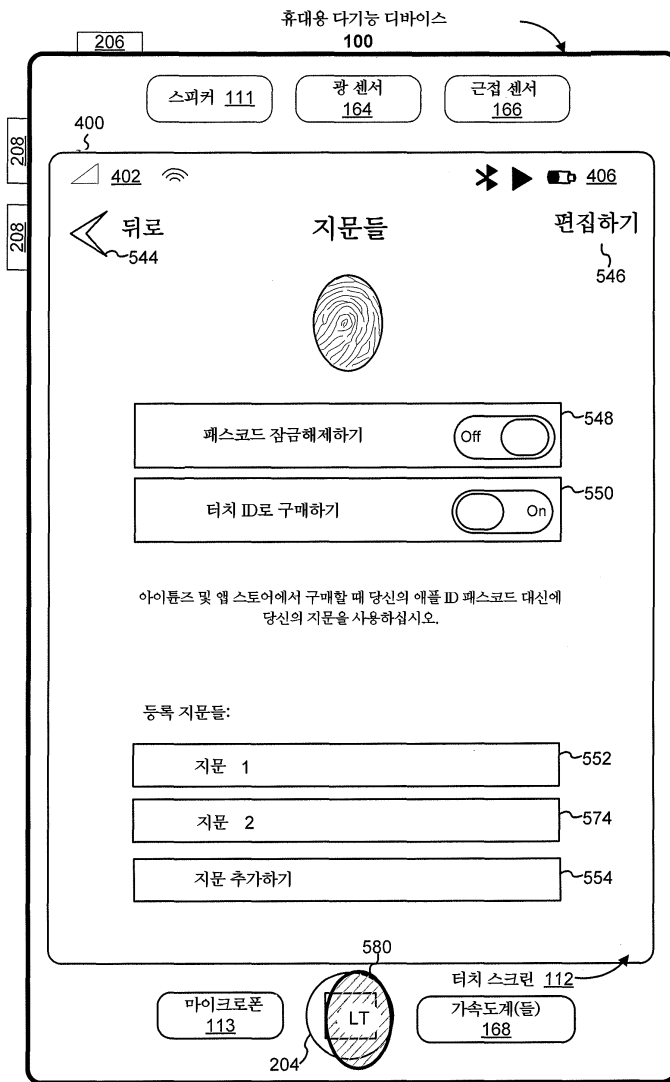 휴대용 다기능 디바이스
100
206
스피커 111
광 센서
164
근접 센서
166
208
208
400
402
406
뒤로
544
지문들
편집하기
546
패스코드 잠금해제하기
Off
548
터치 ID로 구매하기
On
550
아이튠즈 및 앱 스토어에서 구매할 때 당신의 애플 ID 패스코드 대신에
당신의 지문을 사용하십시오.
등록 지문들:
지문 1
552
지문 2
574
지문 추가하기
554
580
터치 스크린 112
마이크로폰
113
LT
204
가속도계(들)
168